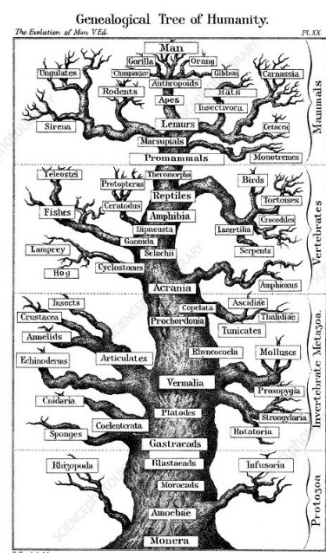 Genealogical Tree of Humanity.
The Evolution of Man V.Ed. Pl.XX.
Man
Gorilla Orang
Ungulates Chimpanzee Gibbon Carnassia
Anthropoids
Rodents Bats
Apes
Insectivora
Lemurs
Sirena Cetacea
Marsupials
Promammals Monotremes
Mammals
Teleostei Theromorpha Birds
Protopterus
Reptiles
Ceratodus Tortoises
Fishes Amphibia
Crocodiles
Dipneusta Lacertilia
Ganoids
Lamprey Selachii Serpents
Cyclostomes
Hog
Acrania Amphioxus
Vertebrates
Insects Copelata Ascidiae
Crustacea Thalidiae
Prochordonia
Annelids Tunicates
Rhyncocoela
Echinoderms Articulates Molluscs
Vermalia
Cnidaria Prosopygia
Platodes
Strongylaria
Sponges Coelenterata
Rotatoria
Gastraeads
Invertebrate Metazoa.
Blastaeads
Rhizopoda Infusoria
Moraeads
Amoebae
Monera
Protozoa